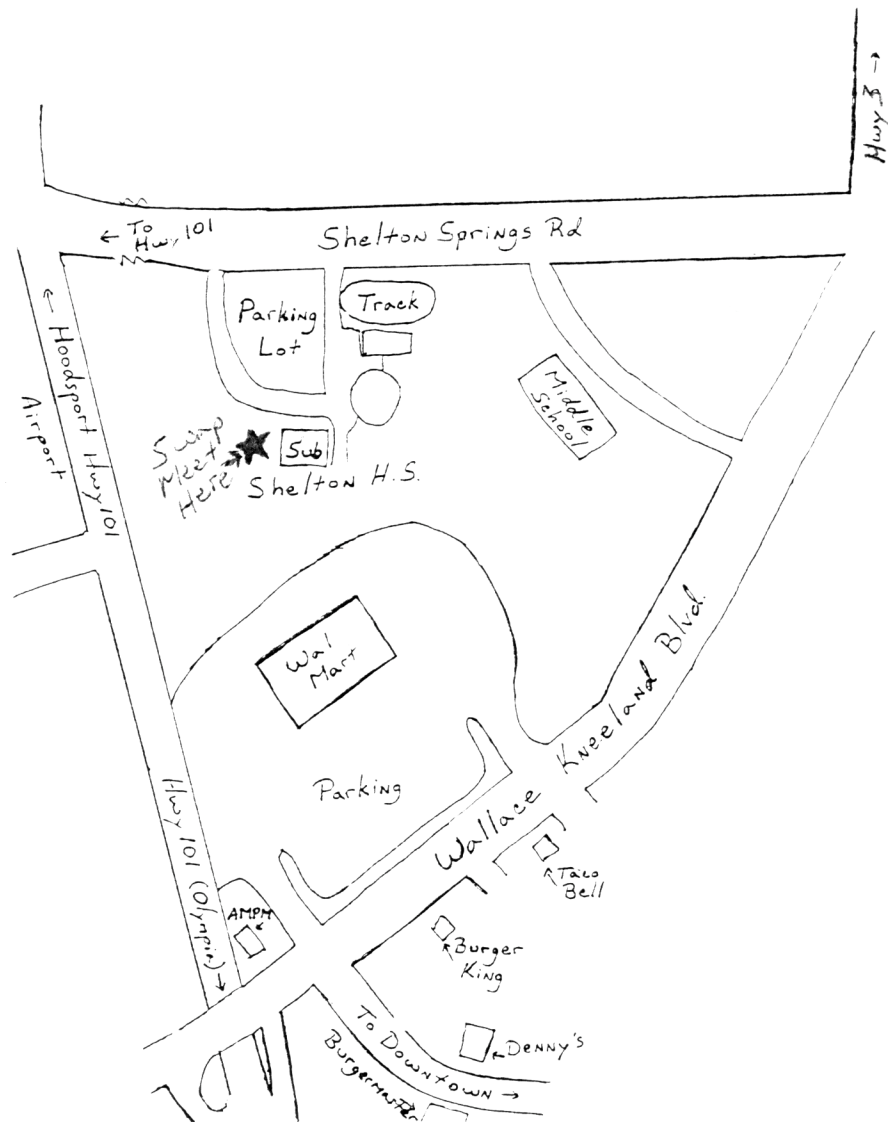 Hwy 3 →
← To
Hwy 101
Shelton Springs Rd
Parking
Lot
Track
← Hoodsport Hwy 101
Airport
Middle
School
Swap
Meet
Here
Sub
Shelton H.S.
Wal
Mart
Wallace Kneeland Blvd.
Parking
Hwy 101 (Olympia) →
AMPM
Taco
Bell
Burger
King
To Downtown →
Denny's
Burgermaster